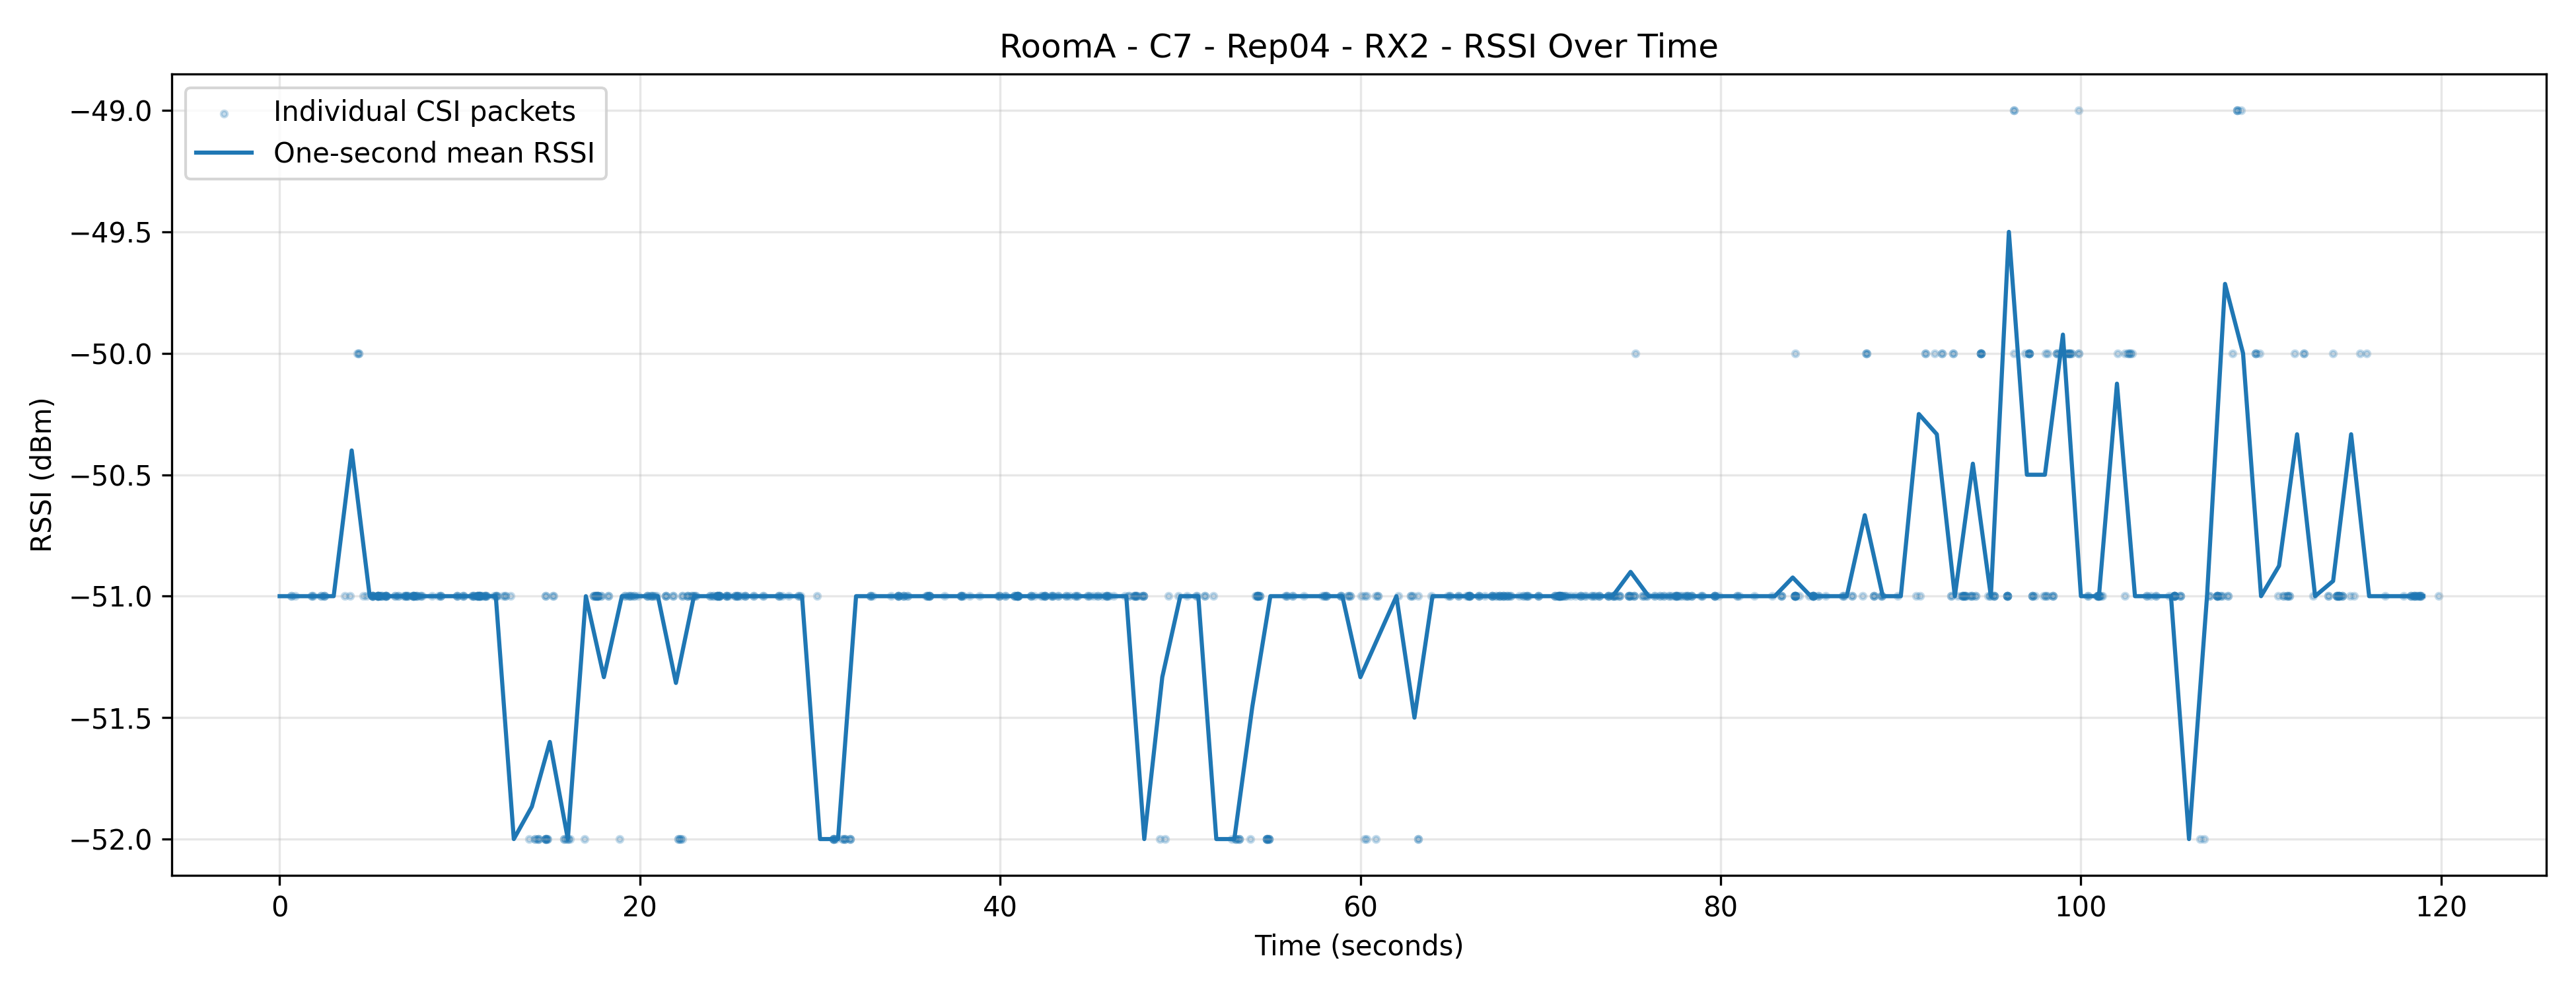 RoomA - C7 - Rep04 - RX2 - RSSI Over Time
Individual CSI packets
One-second mean RSSI
RSSI (dBm)
−49.0
−49.5
−50.0
−50.5
−51.0
−51.5
−52.0
0
20
40
60
80
100
120
Time (seconds)